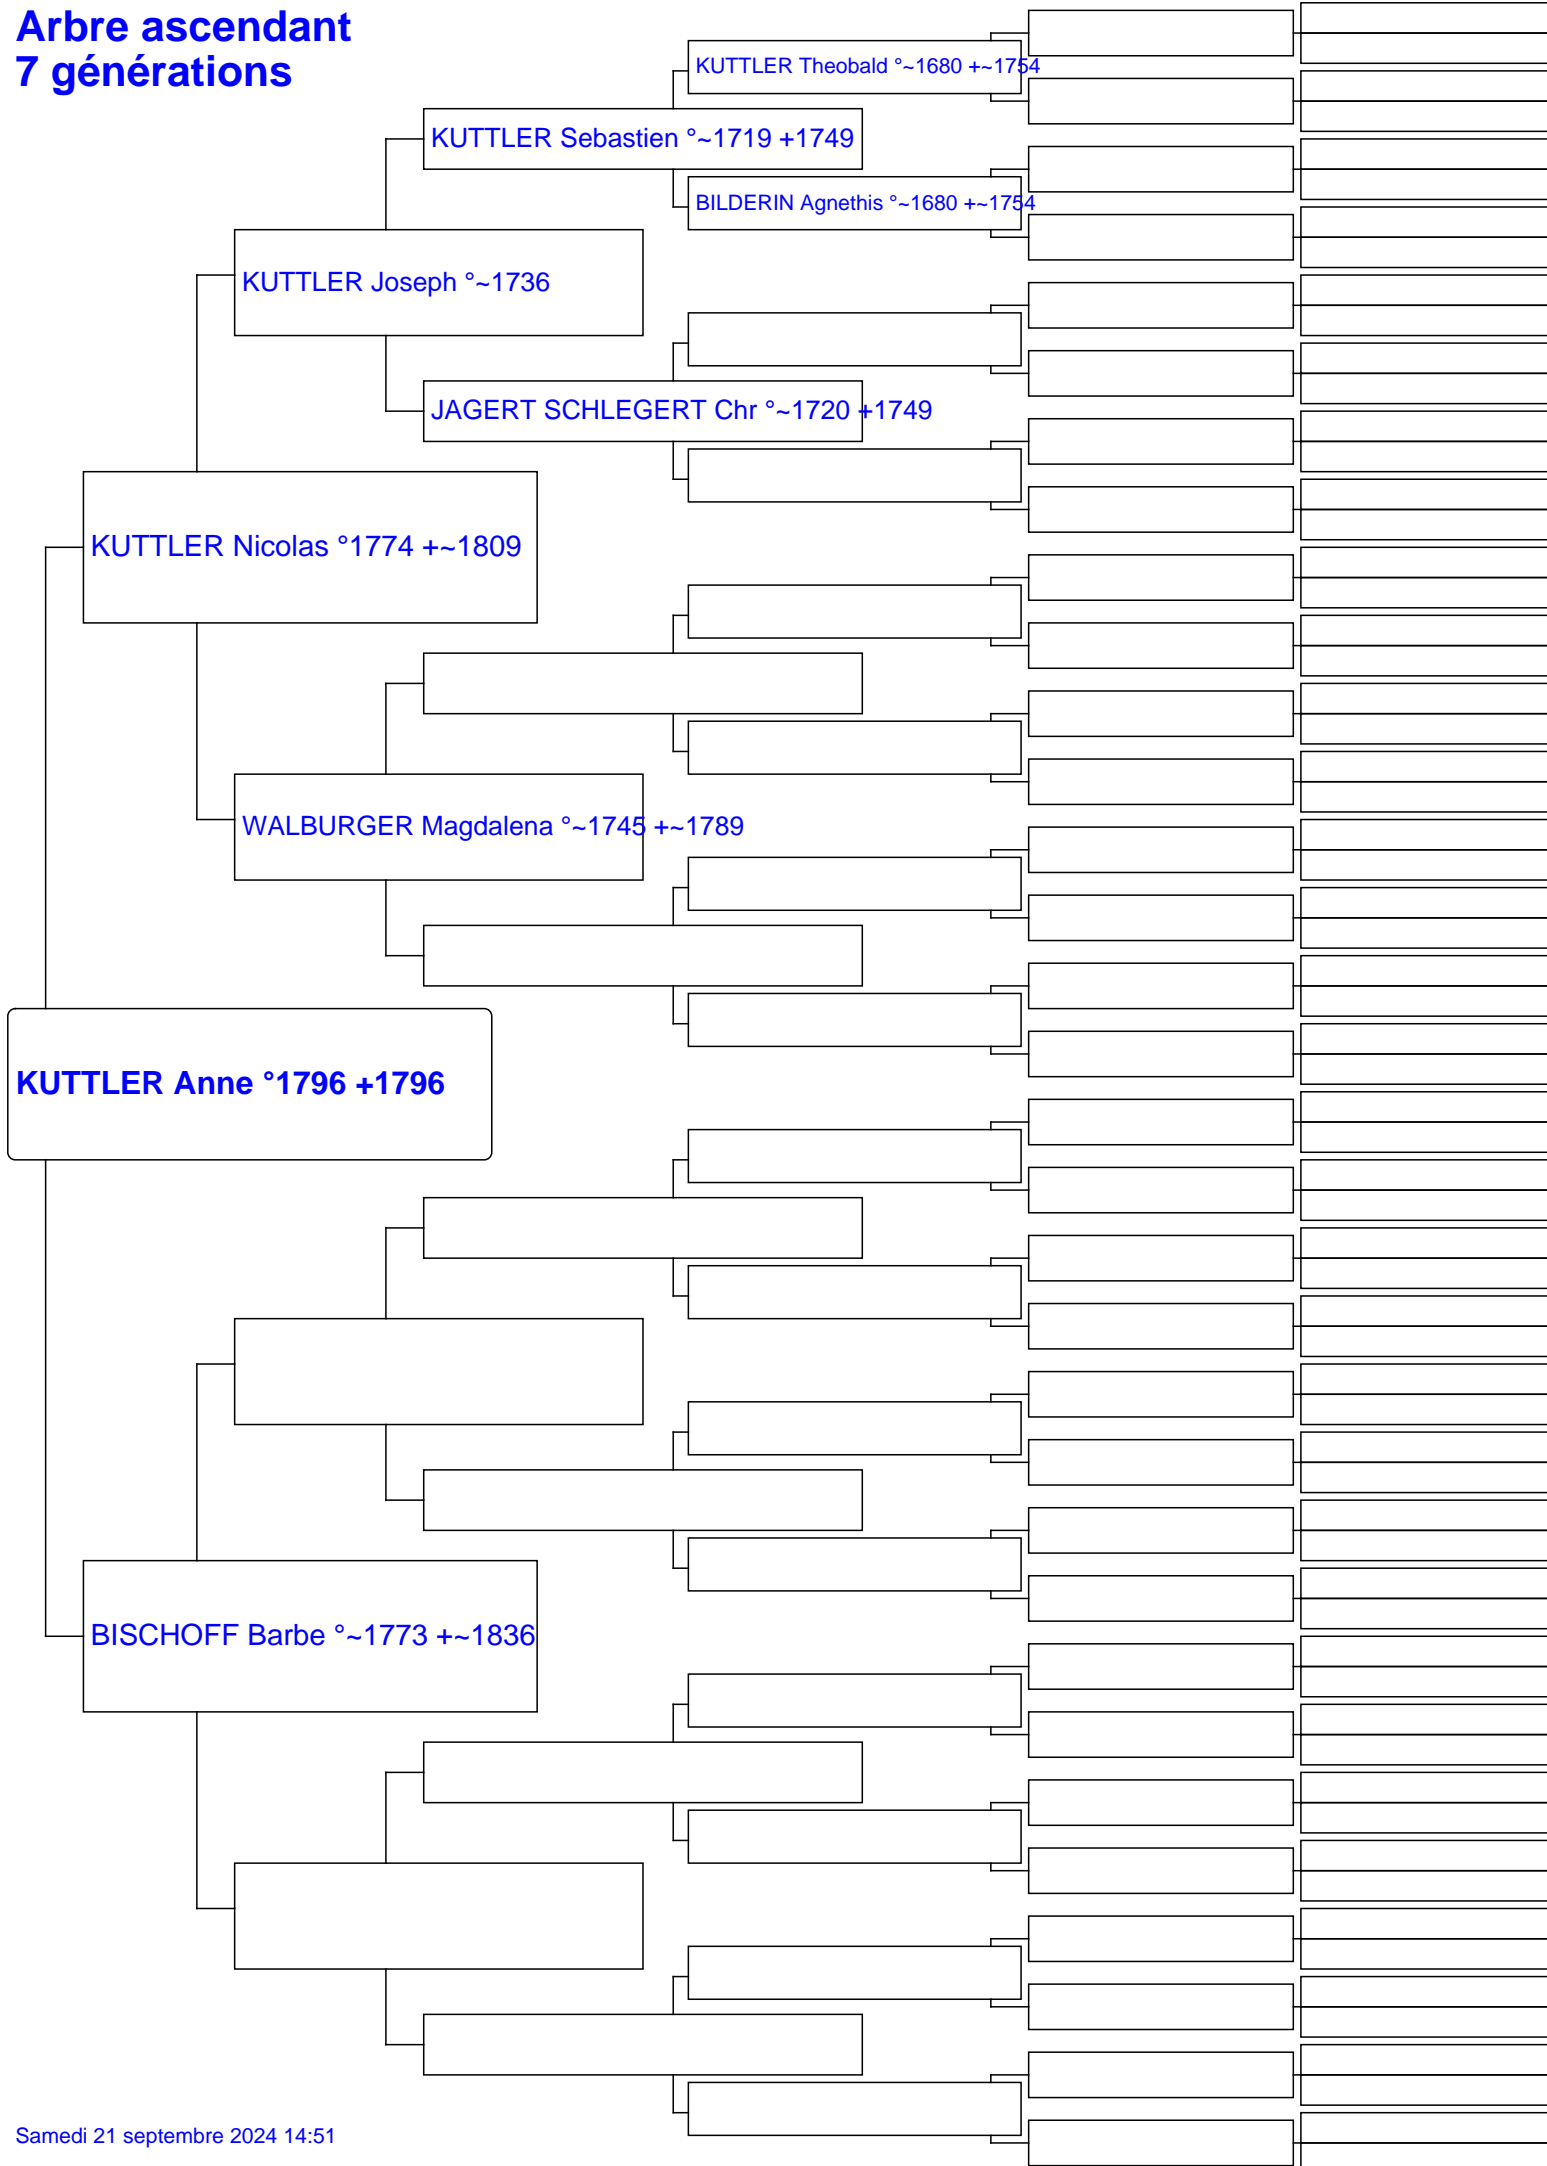 Arbre ascendant
7 générations
KUTTLER Theobald °~1680 +~1754
KUTTLER Sebastien °~1719 +1749
BILDERIN Agnethis °~1680 +~1754
KUTTLER Joseph °~1736
JAGERT SCHLEGERT Chr °~1720 +1749
KUTTLER Nicolas °1774 +~1809
WALBURGER Magdalena °~1745 +~1789
KUTTLER Anne °1796 +1796
BISCHOFF Barbe °~1773 +~1836
Samedi 21 septembre 2024 14:51